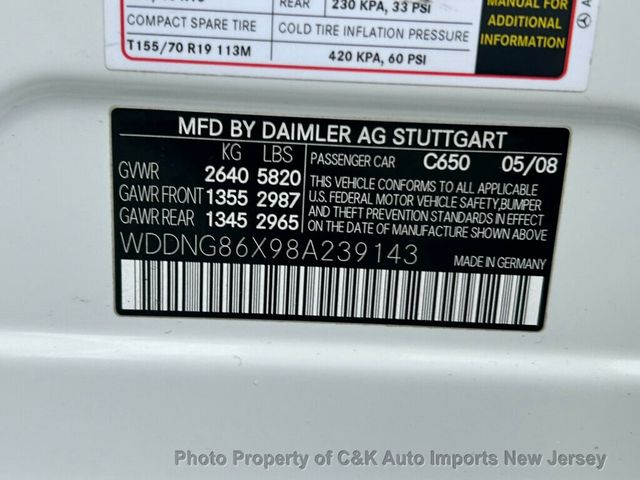 230 KPA, 33 PSI
COMPACT SPARE TIRE
COLD TIRE INFLATION PRESSURE
T155/70 R19 113M
420 KPA, 60 PSI
MANUAL FOR
ADDITIONAL
INFORMATION
MFD BY DAIMLER AG STUTTGART
KG LBS
GVWR 2640 5820
GAWR FRONT 1355 2987
GAWR REAR 1345 2965
PASSENGER CAR C650 05/08
THIS VEHICLE CONFORMS TO ALL APPLICABLE
U.S. FEDERAL MOTOR VEHICLE SAFETY,BUMPER
AND THEFT PREVENTION STANDARDS IN EFFECT
ON THE DATE OF MANUFACTURE SHOWN ABOVE
WDDNG86X98A239143
MADE IN GERMANY
Photo Property of C&K Auto Imports New Jersey